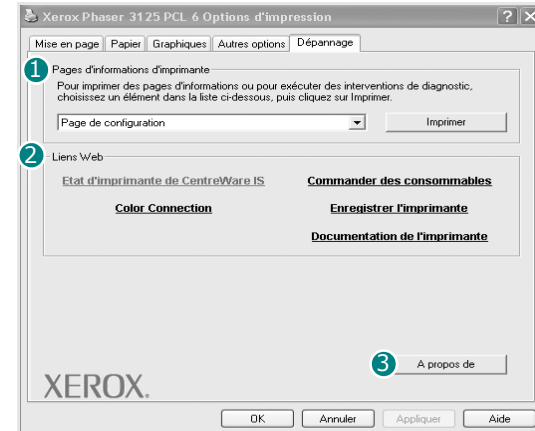 Xerox Phaser 3125 PCL 6 Options d'impression
Mise en page Papier Graphiques Autres options Dépannage
1 Pages d'informations d'imprimante
Pour imprimer des pages d'informations ou pour exécuter des interventions de diagnostic,
choisissez un élément dans la liste ci-dessous, puis cliquez sur Imprimer.
Page de configuration Imprimer
2 Liens Web
Etat d'imprimante de CentreWare IS Commander des consommables
Color Connection Enregistrer l'imprimante
Documentation de l'imprimante
3 A propos de
XEROX.
OK Annuler Appliquer Aide